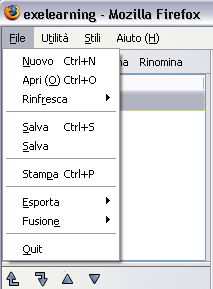 exelearning - Mozilla Firefox
File Utilità Stili Aiuto (H)
Nuovo Ctrl+N
Apri (O) Ctrl+O
Rinfresca
Salva Ctrl+S
Salva
Stampa Ctrl+P
Esporta
Fusione
Quit
na Rinomina